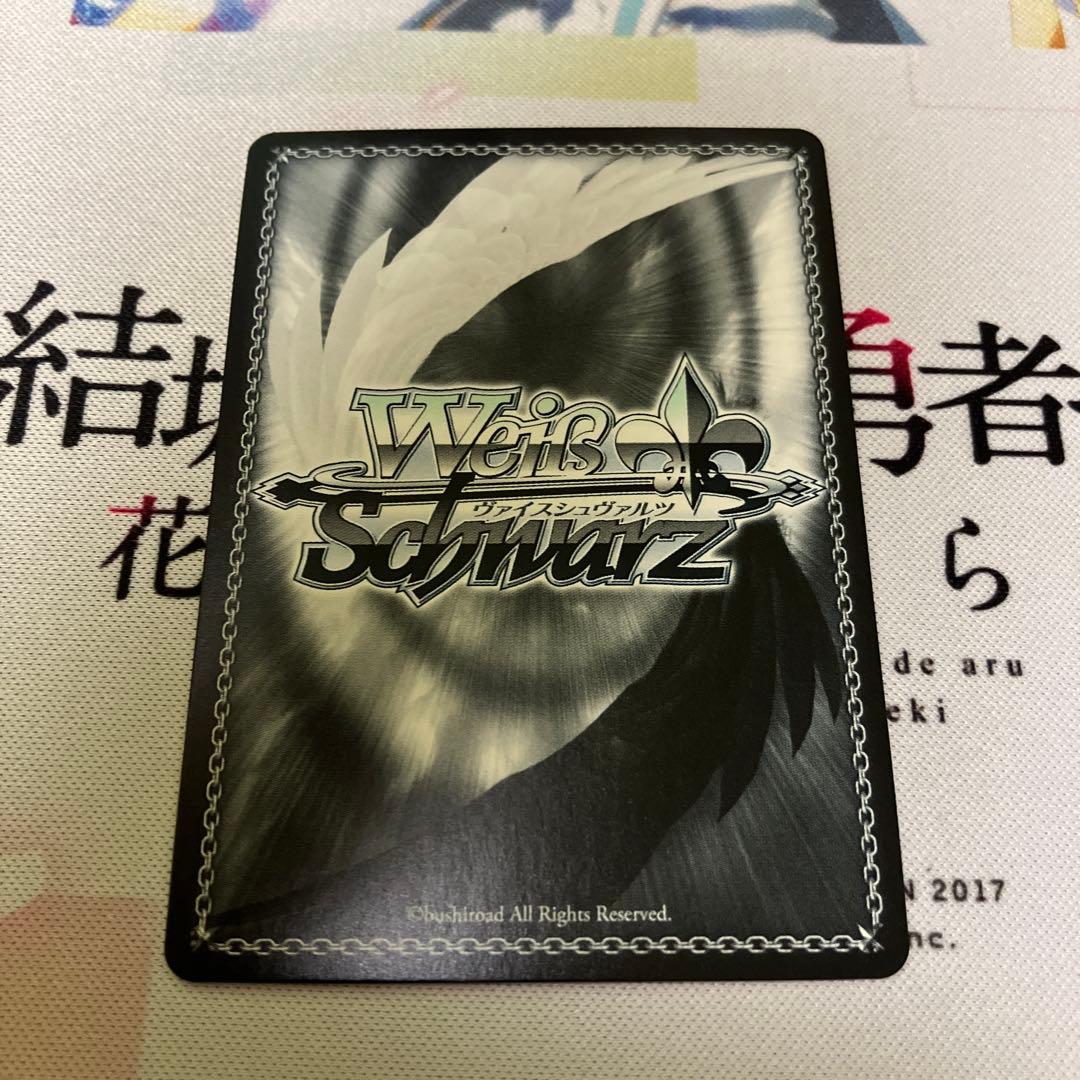 結 勇者
Weiß
ヴァイスシュヴァルツ
Schwarz
花 ら
de aru
eki
©bushiroad All Rights Reserved.
N 2017
nc.